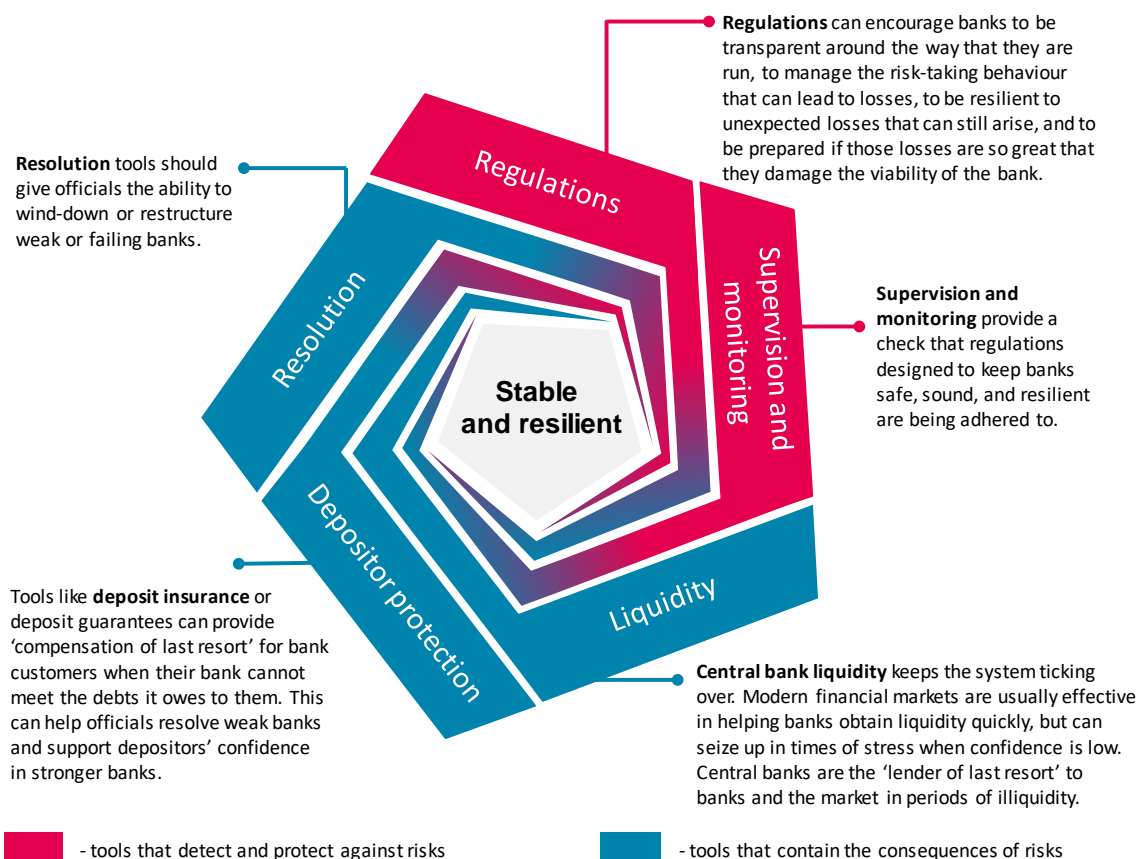 Regulations can encourage banks to be
transparent around the way that they are
run, to manage the risk-taking behaviour
that can lead to losses, to be resilient to
unexpected losses that can still arise, and to
be prepared if those losses are so great that
they damage the viability of the bank.
Resolution tools should
give officials the ability to
wind-down or restructure
weak or failing banks.
Regulations
Supervision and
monitoring
Resolution
Stable
and resilient
Supervision and
monitoring provide a
check that regulations
designed to keep banks
safe, sound, and resilient
are being adhered to.
Depositor protection
Liquidity
Tools like deposit insurance or
deposit guarantees can provide
‘compensation of last resort’ for bank
customers when their bank cannot
meet the debts it owes to them. This
can help officials resolve weak banks
and support depositors’ confidence
in stronger banks.
Central bank liquidity keeps the system ticking
over. Modern financial markets are usually effective
in helping banks obtain liquidity quickly, but can
seize up in times of stress when confidence is low.
Central banks are the ‘lender of last resort’ to
banks and the market in periods of illiquidity.
- tools that detect and protect against risks
- tools that contain the consequences of risks